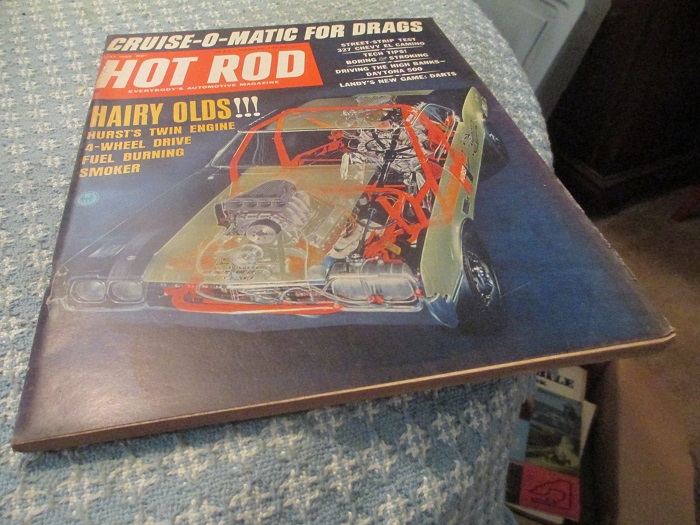 CRUISE-O-MATIC FOR DRAGS
HOT ROD
EVERYBODY'S AUTOMOTIVE MAGAZINE
STREET-STRIP TEST
327 CHEVY EL CAMINO
TECH TIPS!
BORING & STROKING
DRIVING THE HIGH BANKS—
DAYTONA 500
LANDY'S NEW GAME: DARTS
HAIRY OLDS!!!
HURST'S TWIN ENGINE
4-WHEEL DRIVE
FUEL BURNING
SMOKER